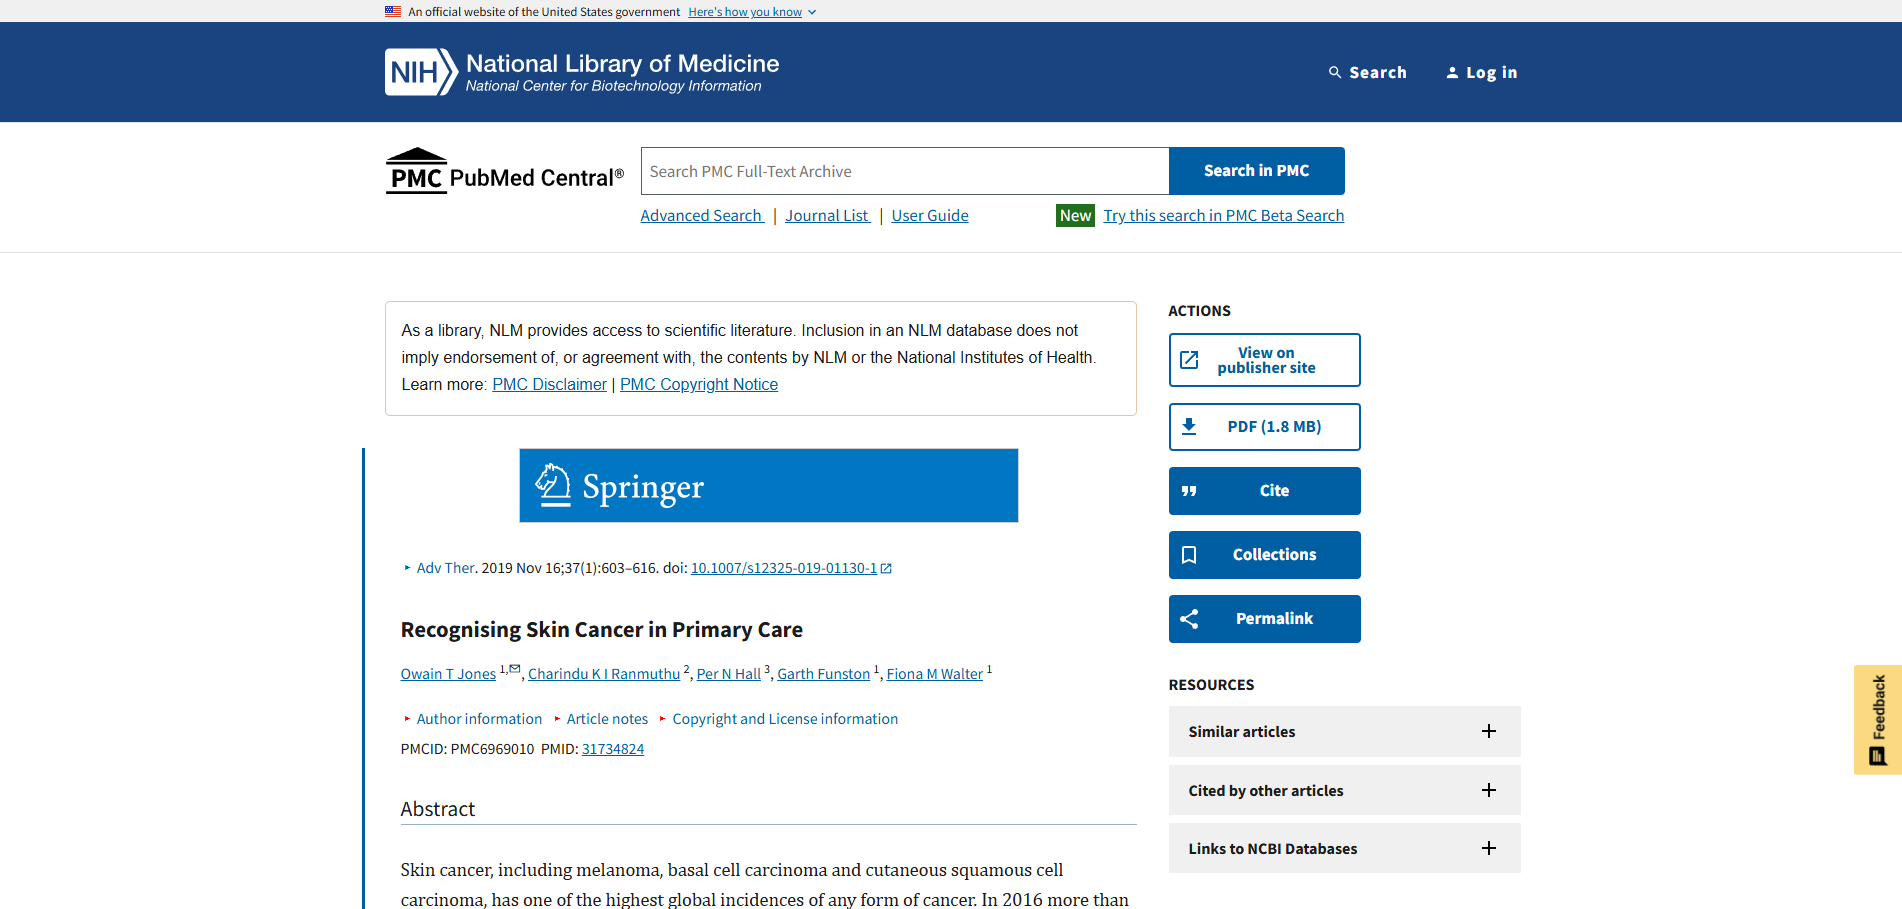 An official website of the United States government Here's how you know
NIH National Library of Medicine
National Center for Biotechnology Information
Search
Log in
PMC PubMed Central®
Search PMC Full-Text Archive
Search in PMC
Advanced Search | Journal List | User Guide
New Try this search in PMC Beta Search
As a library, NLM provides access to scientific literature. Inclusion in an NLM database does not
imply endorsement of, or agreement with, the contents by NLM or the National Institutes of Health.
Learn more: PMC Disclaimer | PMC Copyright Notice
Springer
Adv Ther. 2019 Nov 16;37(1):603–616. doi: 10.1007/s12325-019-01130-1
Recognising Skin Cancer in Primary Care
Owain T Jones 1,✉, Charindu K I Ranmuthu 2, Per N Hall 3, Garth Funston 1, Fiona M Walter 1
Author information Article notes Copyright and License information
PMCID: PMC6969010 PMID: 31734824
Abstract
Skin cancer, including melanoma, basal cell carcinoma and cutaneous squamous cell
carcinoma, has one of the highest global incidences of any form of cancer. In 2016 more than
ACTIONS
View on
publisher site
PDF (1.8 MB)
Cite
Collections
Permalink
RESOURCES
Similar articles
Cited by other articles
Links to NCBI Databases
Feedback